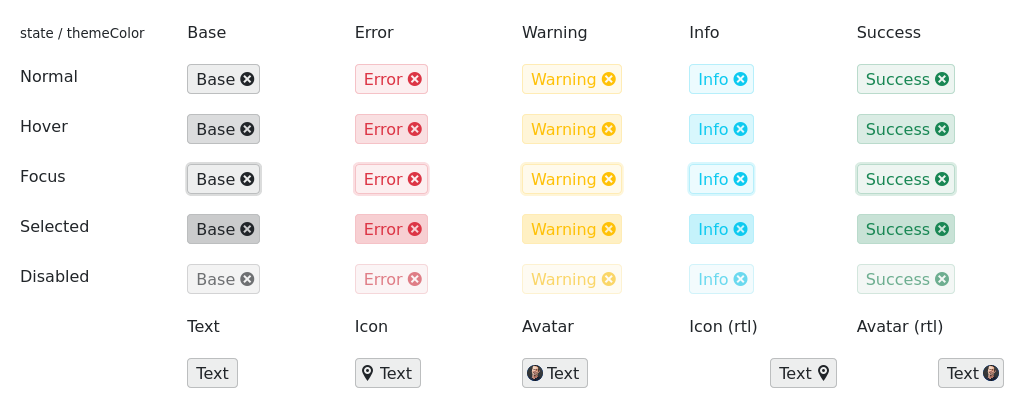 state / themeColor Base Error Warning Info Success
Normal Base Error Warning Info Success
Hover Base Error Warning Info Success
Focus Base Error Warning Info Success
Selected Base Error Warning Info Success
Disabled Base Error Warning Info Success
Text Icon Avatar Icon (rtl) Avatar (rtl)
Text Text Text Text Text